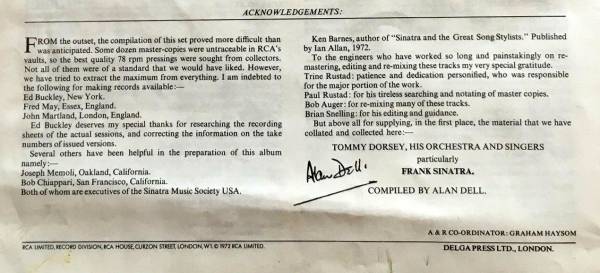 ACKNOWLEDGEMENTS:
FROM the outset, the compilation of this set proved more difficult than
was anticipated. Some dozen master-copies were untraceable in RCA's
vaults, so the best quality 78 rpm pressings were sought from collectors.
Not all of them were of a standard that we would have liked. However,
we have tried to extract the maximum from everything. I am indebted to
the following for making records available:—
Ed Buckley, New York.
Fred May, Essex, England.
John Martland, London, England.
Ed Buckley deserves my special thanks for researching the recording
sheets of the actual sessions, and correcting the information on the take
numbers of issued versions.
Several others have been helpful in the preparation of this album
namely:—
Joseph Memoli, Oakland, California.
Bob Chiappari, San Francisco, California.
Both of whom are executives of the Sinatra Music Society USA.
Ken Barnes, author of "Sinatra and the Great Song Stylists." Published
by Ian Allan, 1972.
To the engineers who have worked so long and painstakingly on re-
mastering, editing and re-mixing these tracks my very special gratitude.
Trine Rustad: patience and dedication personified, who was responsible
for the major portion of the work.
Paul Rustad: for his tireless searching and notating of master copies.
Bob Auger: for re-mixing many of these tracks.
Brian Snelling: for his editing and guidance.
But above all for supplying, in the first place, the material that we have
collated and collected here:—
TOMMY DORSEY, HIS ORCHESTRA AND SINGERS
particularly
FRANK SINATRA.
Alan Dell.
COMPILED BY ALAN DELL.
A & R CO-ORDINATOR: GRAHAM HAYSOM
RCA LIMITED, RECORD DIVISION, RCA HOUSE, CURZON STREET, LONDON, W1. © 1972 RCA LIMITED.
DELGA PRESS LTD., LONDON.